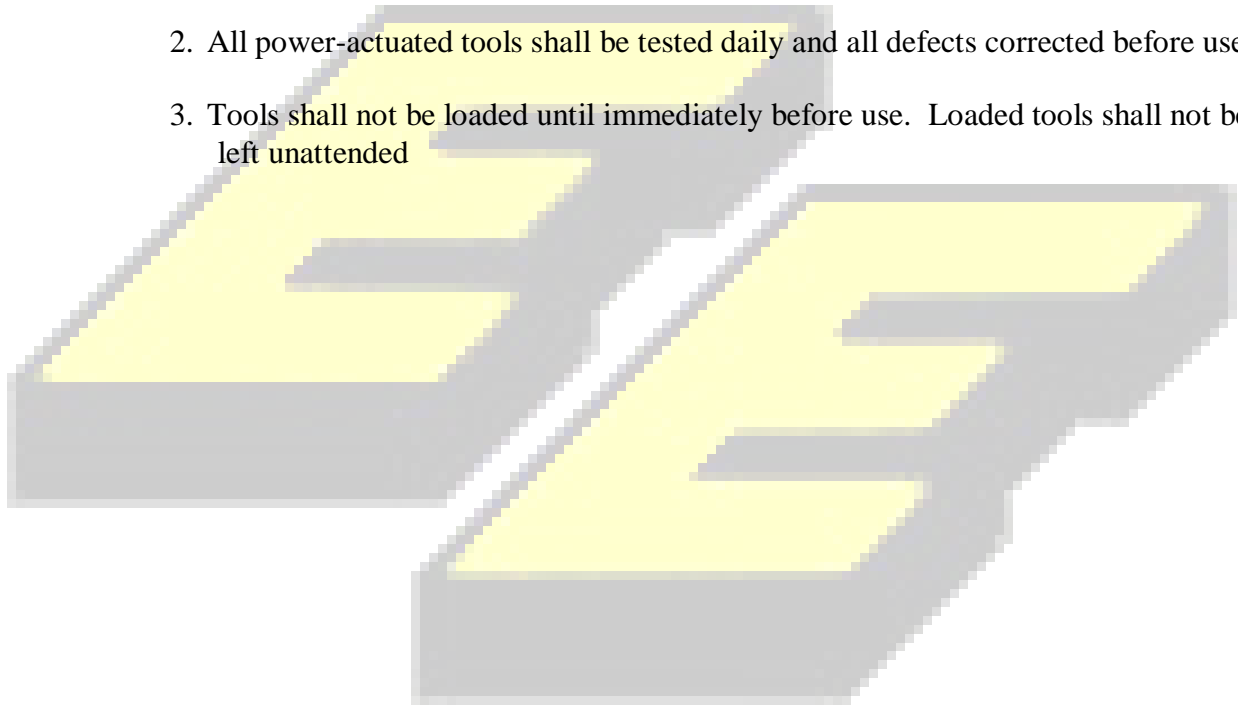 2. All power-actuated tools shall be tested daily and all defects corrected before use
3. Tools shall not be loaded until immediately before use. Loaded tools shall not be
left unattended
E
E